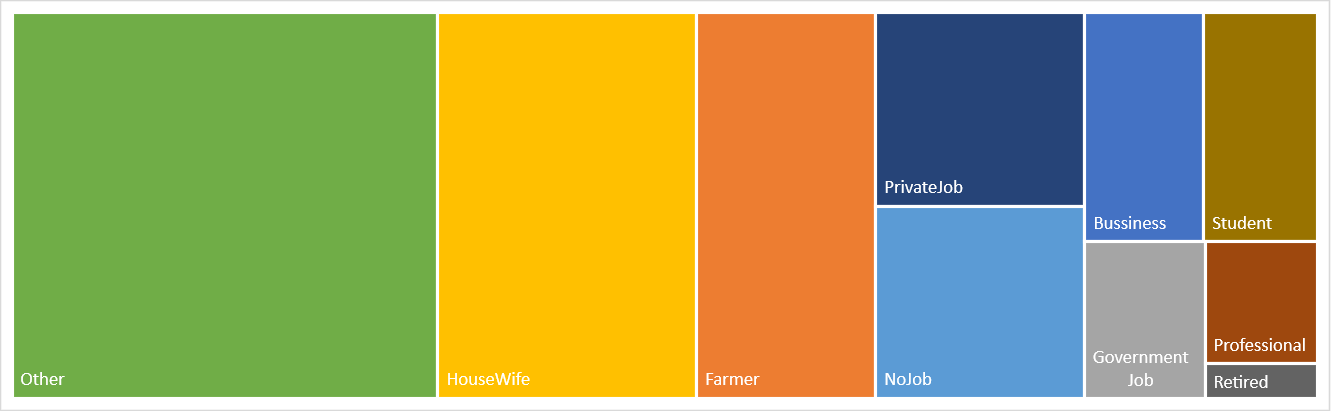 Other
HouseWife
Farmer
PrivateJob
NoJob
Bussiness
Student
Government
Job
Professional
Retired